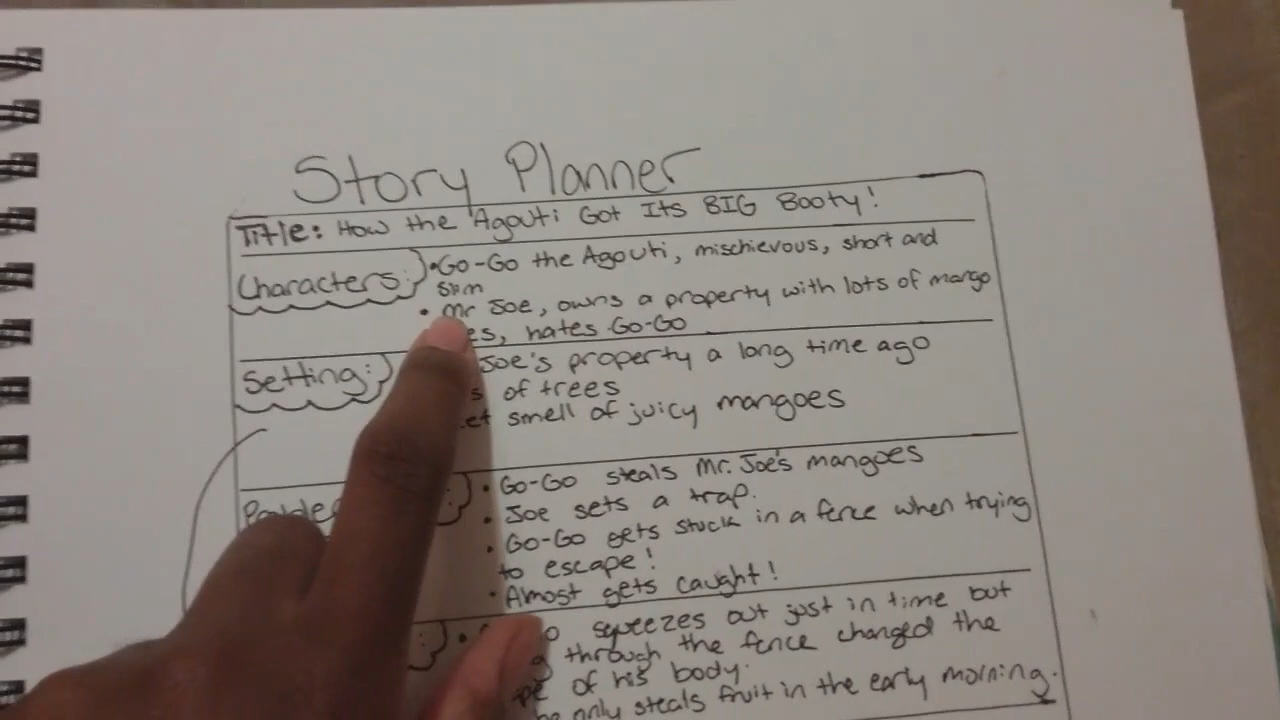 Story Planner
Title: How the Agouti Got Its BIG Booty!
Characters: • Go-Go the Agouti, mischievous, short and
slim
• Mr Joe, owns a property with lots of mango
hates Go-Go
Setting: Joe's property a long time ago
of trees
smell of juicy mangoes
• Go-Go steals Mr. Joe's mangoes
• Joe sets a trap.
• Go-Go gets stuck in a fence when trying
to escape!
• Almost gets caught!
• squeezes out just in time but
through the fence changed the
of his body.
only steals fruit in the early morning.